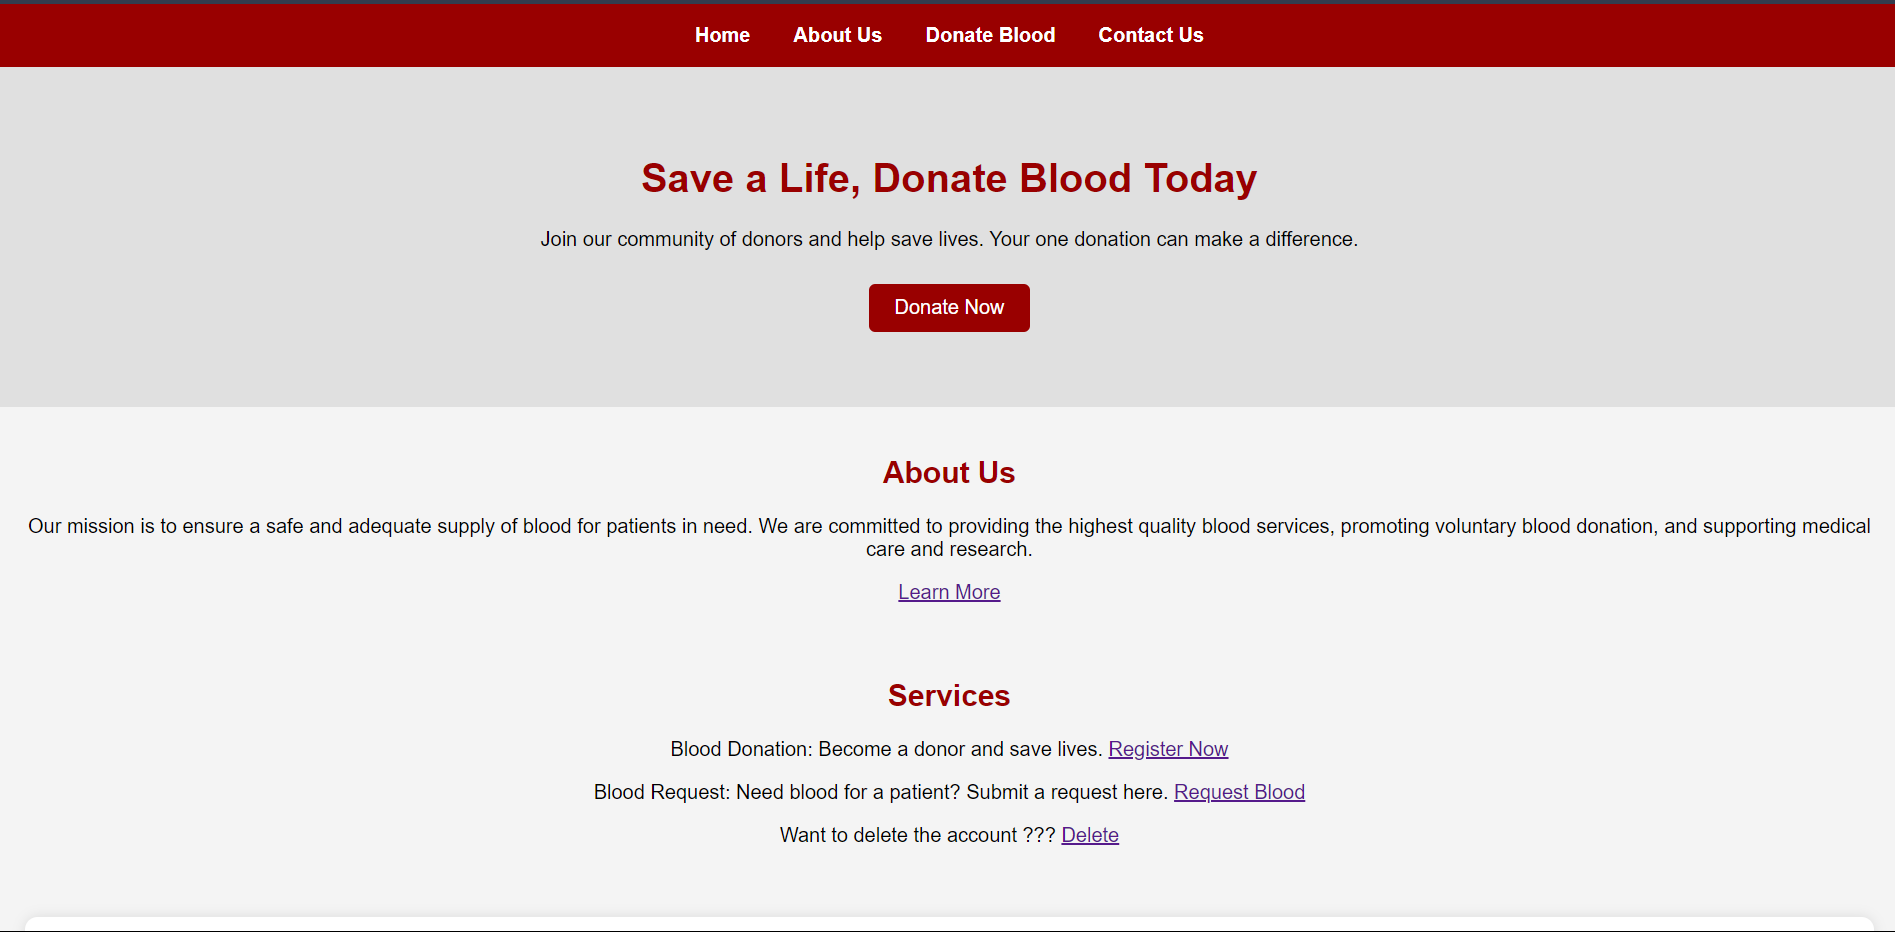 Home About Us Donate Blood Contact Us
Save a Life, Donate Blood Today
Join our community of donors and help save lives. Your one donation can make a difference.
Donate Now
About Us
Our mission is to ensure a safe and adequate supply of blood for patients in need. We are committed to providing the highest quality blood services, promoting voluntary blood donation, and supporting medical
care and research.
Learn More
Services
Blood Donation: Become a donor and save lives. Register Now
Blood Request: Need blood for a patient? Submit a request here. Request Blood
Want to delete the account ??? Delete